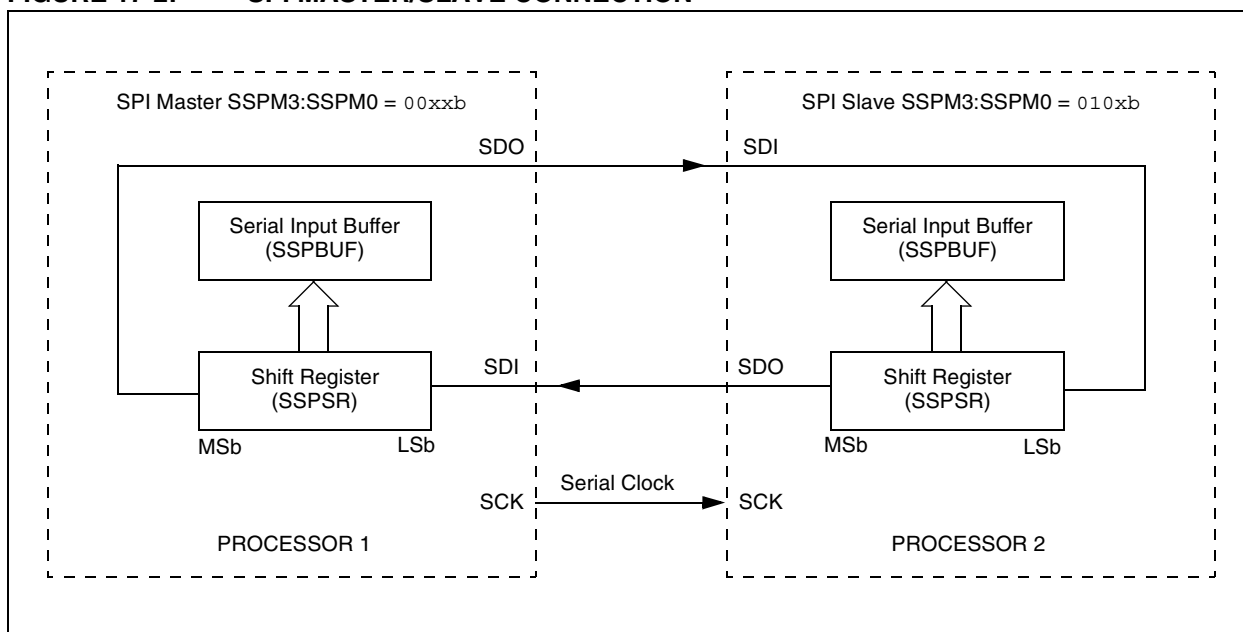 SPI Master SSPM3:SSPM0 = 00xxb
SPI Slave SSPM3:SSPM0 = 010xb
SDO
SDI
Serial Input Buffer
(SSPBUF)
Serial Input Buffer
(SSPBUF)
Shift Register
(SSPSR)
SDI
SDO
Shift Register
(SSPSR)
MSb
LSb
MSb
LSb
Serial Clock
SCK
SCK
PROCESSOR 1
PROCESSOR 2